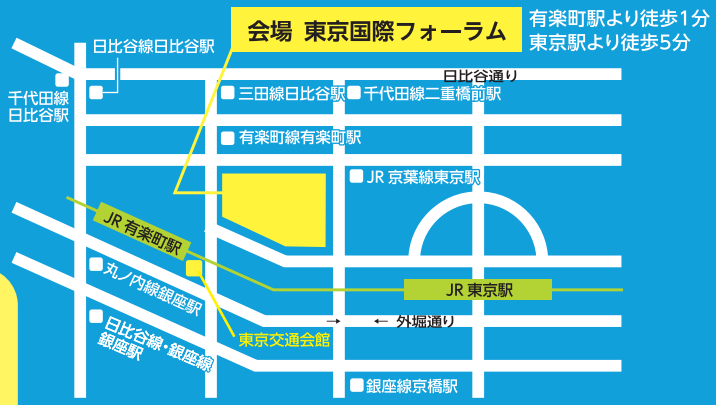 会場 東京国際フォーラム
有楽町駅より徒歩1分
東京駅より徒歩5分
日比谷線日比谷駅
日比谷通り
千代田線
日比谷駅
三田線日比谷駅
千代田線二重橋前駅
有楽町線有楽町駅
JR 京葉線東京駅
JR 有楽町駅
丸ノ内線銀座駅
JR 東京駅
日比谷線・銀座線
銀座駅
東京交通会館
→ ← 外堀通り
銀座線京橋駅